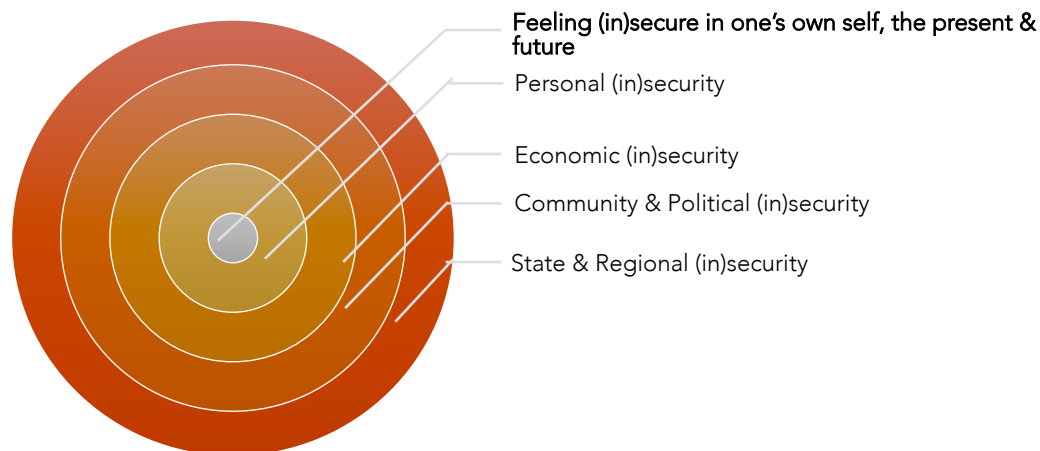 Feeling (in)secure in one’s own self, the present &
future
Personal (in)security
Economic (in)security
Community & Political (in)security
State & Regional (in)security